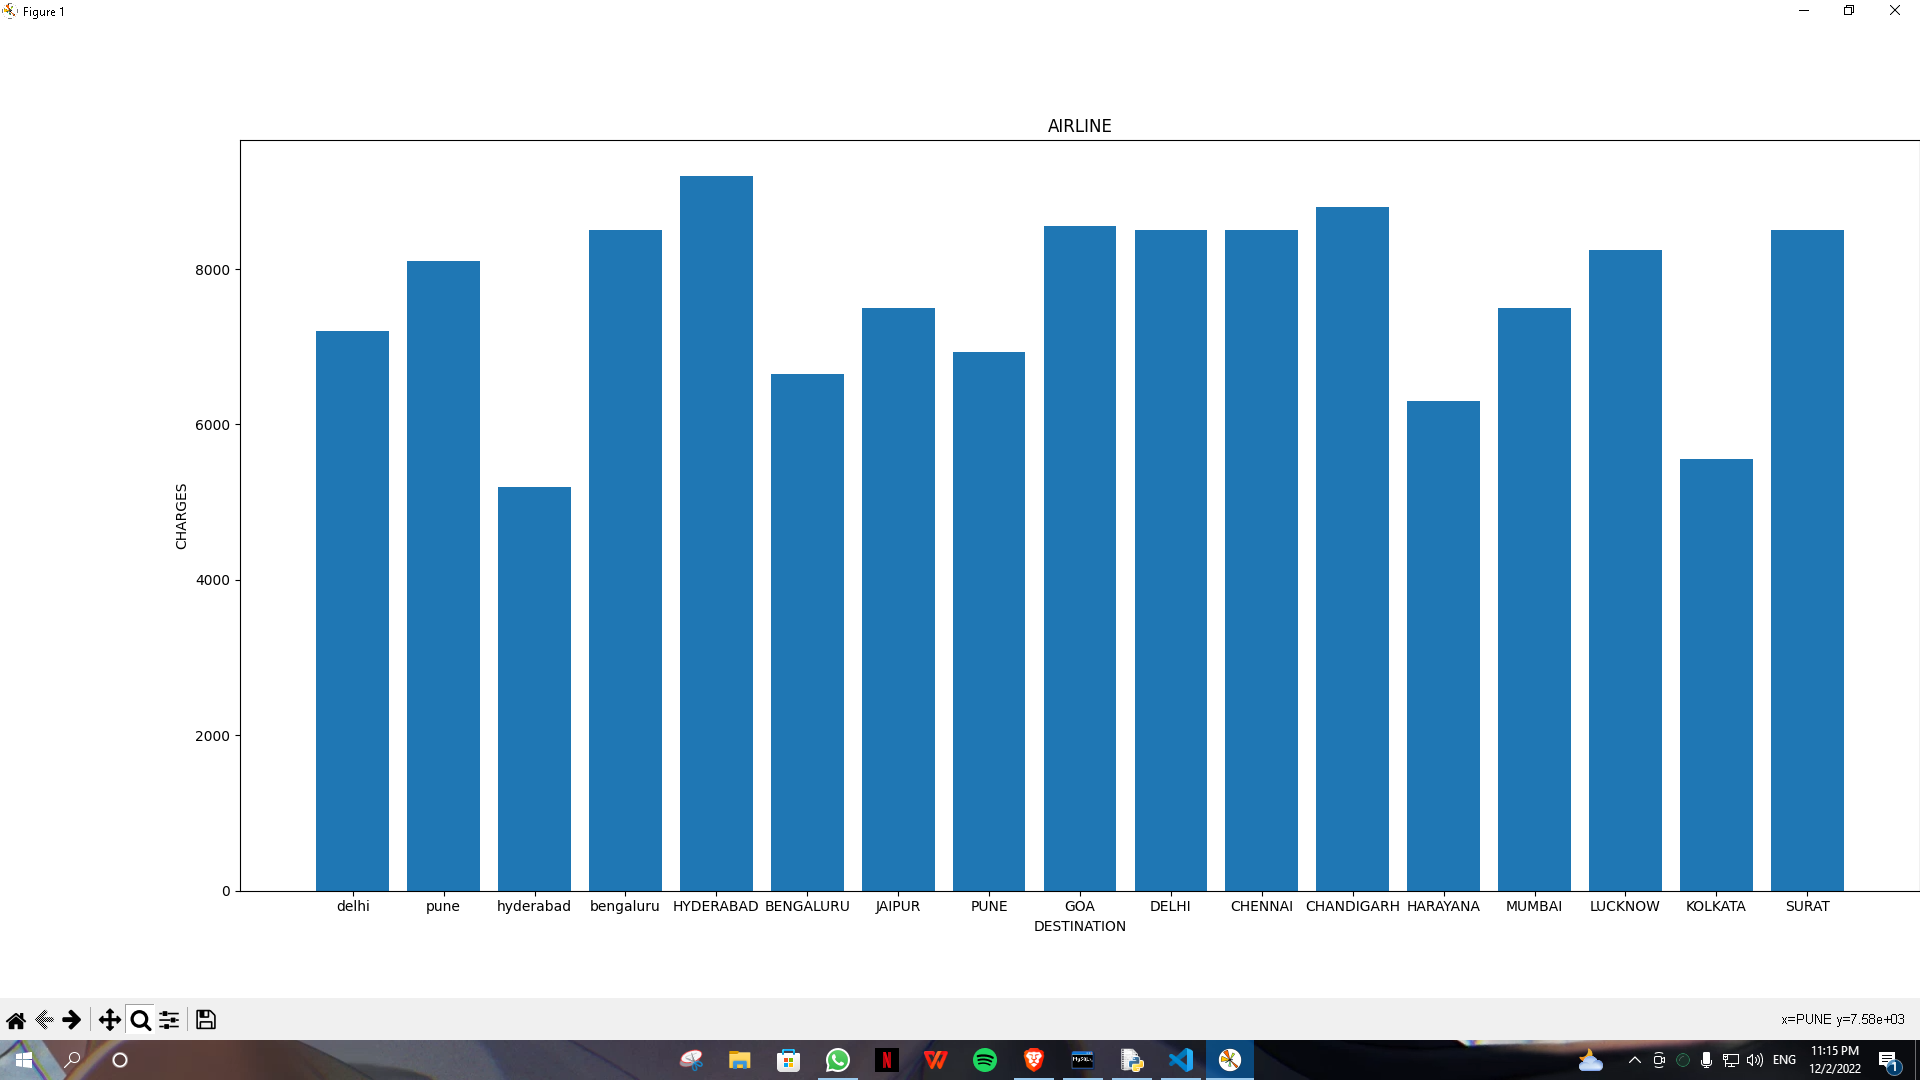 Figure 1
AIRLINE
8000
6000
4000
2000
0
CHARGES
delhi pune hyderabad bengaluru HYDERABAD BENGALURU JAIPUR PUNE GOA DELHI CHENNAI CHANDIGARH HARAYANA MUMBAI LUCKNOW KOLKATA SURAT
DESTINATION
x=PUNE y=7.58e+03
N
W
MySQL
ENG
11:15 PM
12/2/2022
1